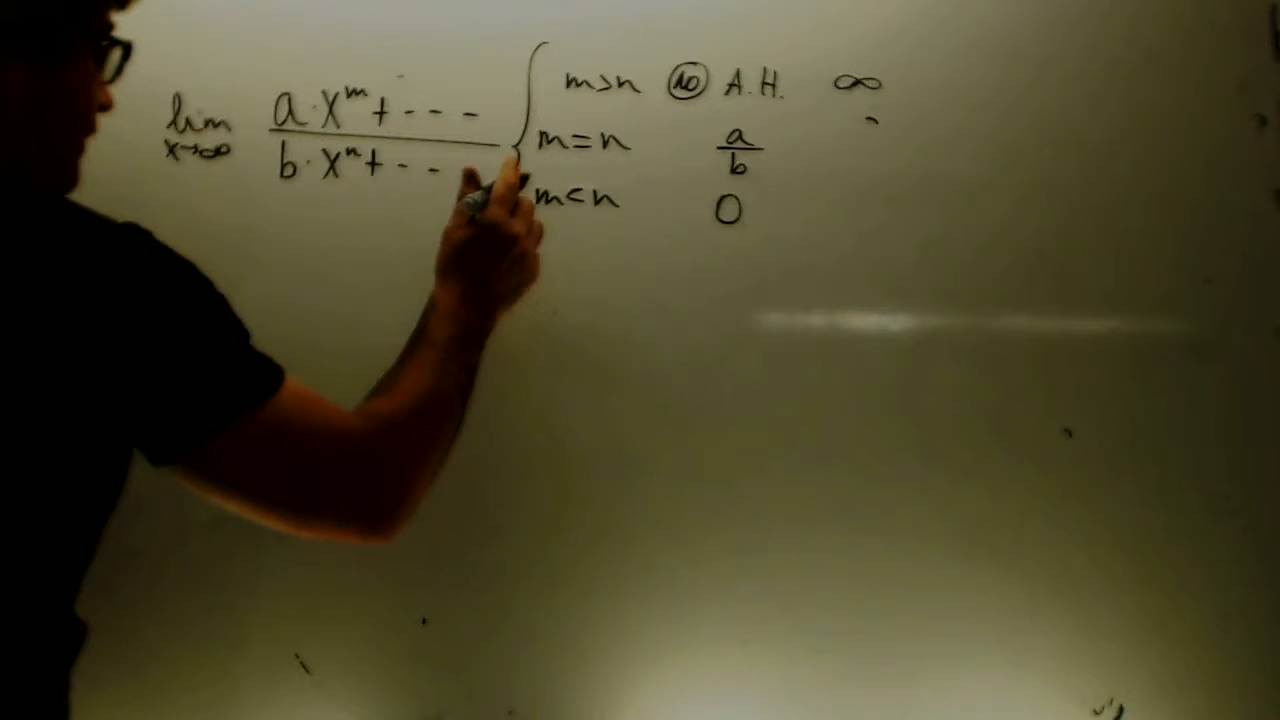 lim x→∞ a·x^m + - - - / b·x^n + - -
m>n NO A.H. ∞
m=n a/b
m<n 0